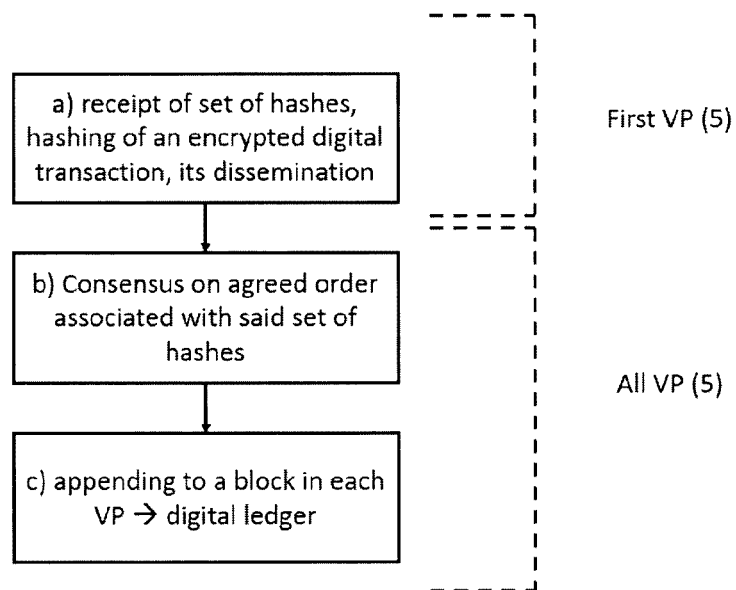 a) receipt of set of hashes,
hashing of an encrypted digital
transaction, its dissemination
First VP (5)
b) Consensus on agreed order
associated with said set of
hashes
All VP (5)
c) appending to a block in each
VP → digital ledger